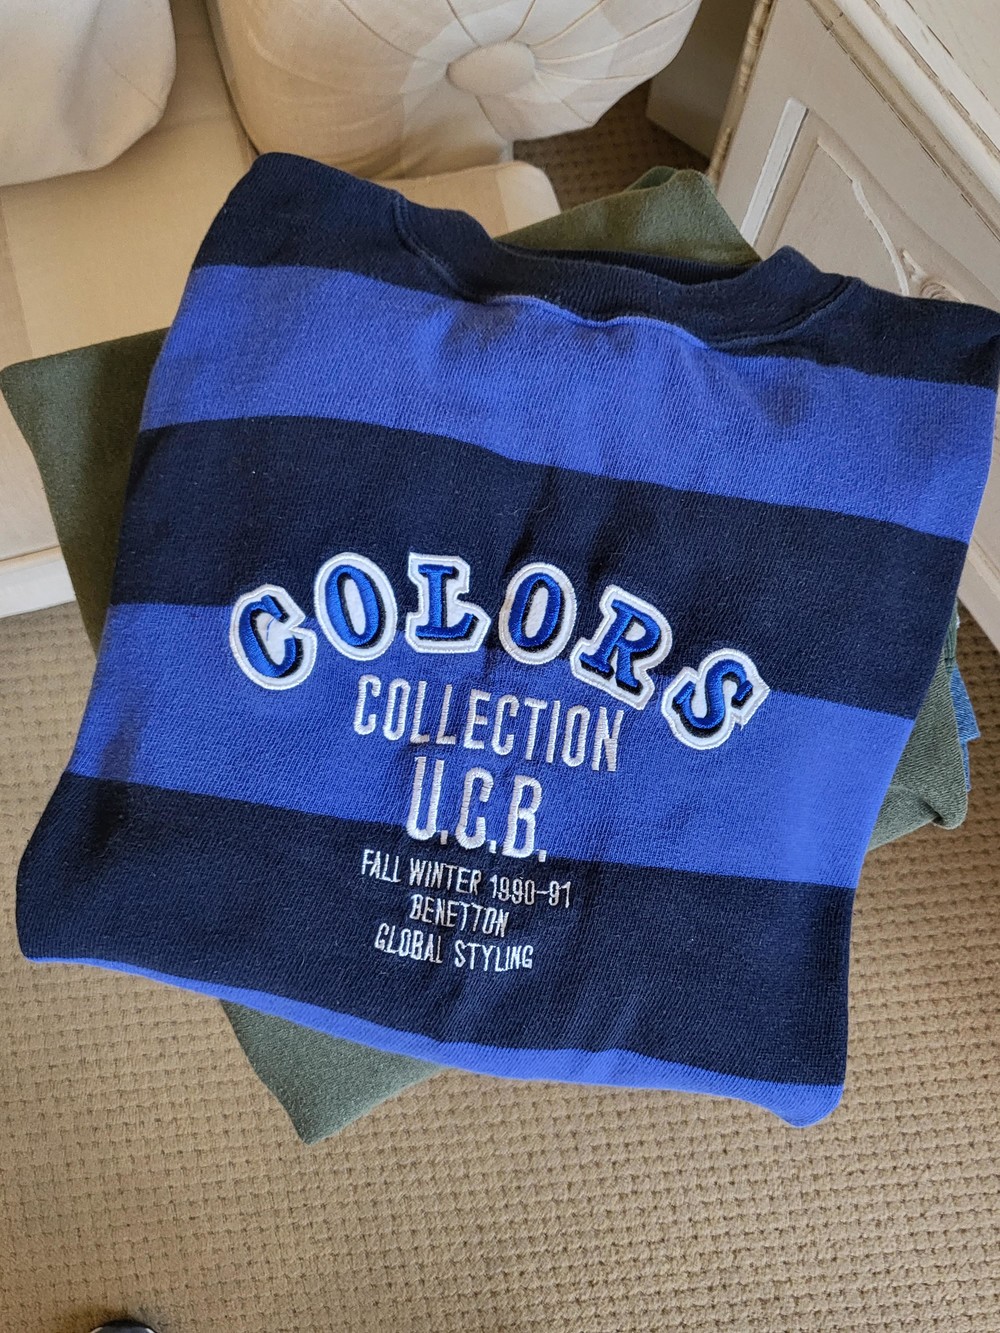 COLORS
COLLECTION
U.C.B.
FALL WINTER 1990-91
BENETTON
GLOBAL STYLING